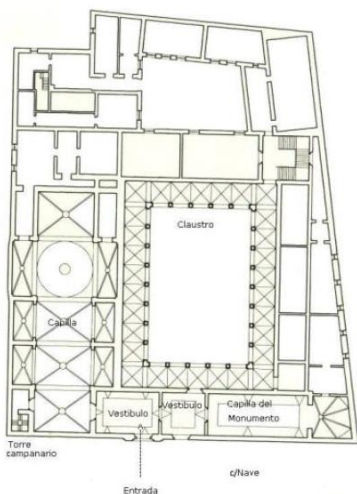 Claustro
Capilla
Vestíbulo
Vestíbulo
Capilla del
Monumento
Torre
campanario
c/Nave
Entrada